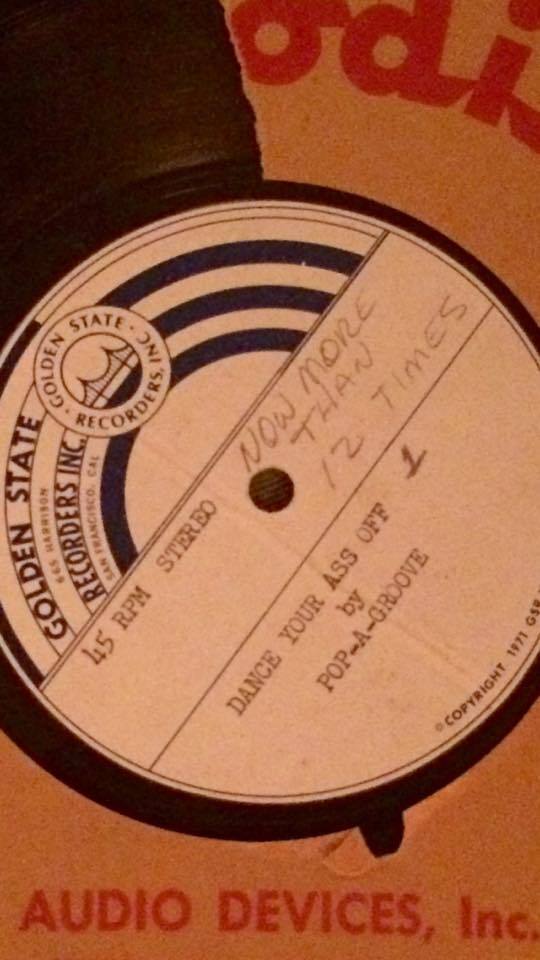 odi
GOLDEN STATE
RECORDERS, INC.
GOLDEN STATE
665 HARRISON
RECORDERS INC.
SAN FRANCISCO, CAL
NOW MORE
THAN
12 TIMES
45 RPM STEREO
1
DANCE YOUR ASS OFF
by
POP-A-GROOVE
© COPYRIGHT 1971 GSR
AUDIO DEVICES, Inc.